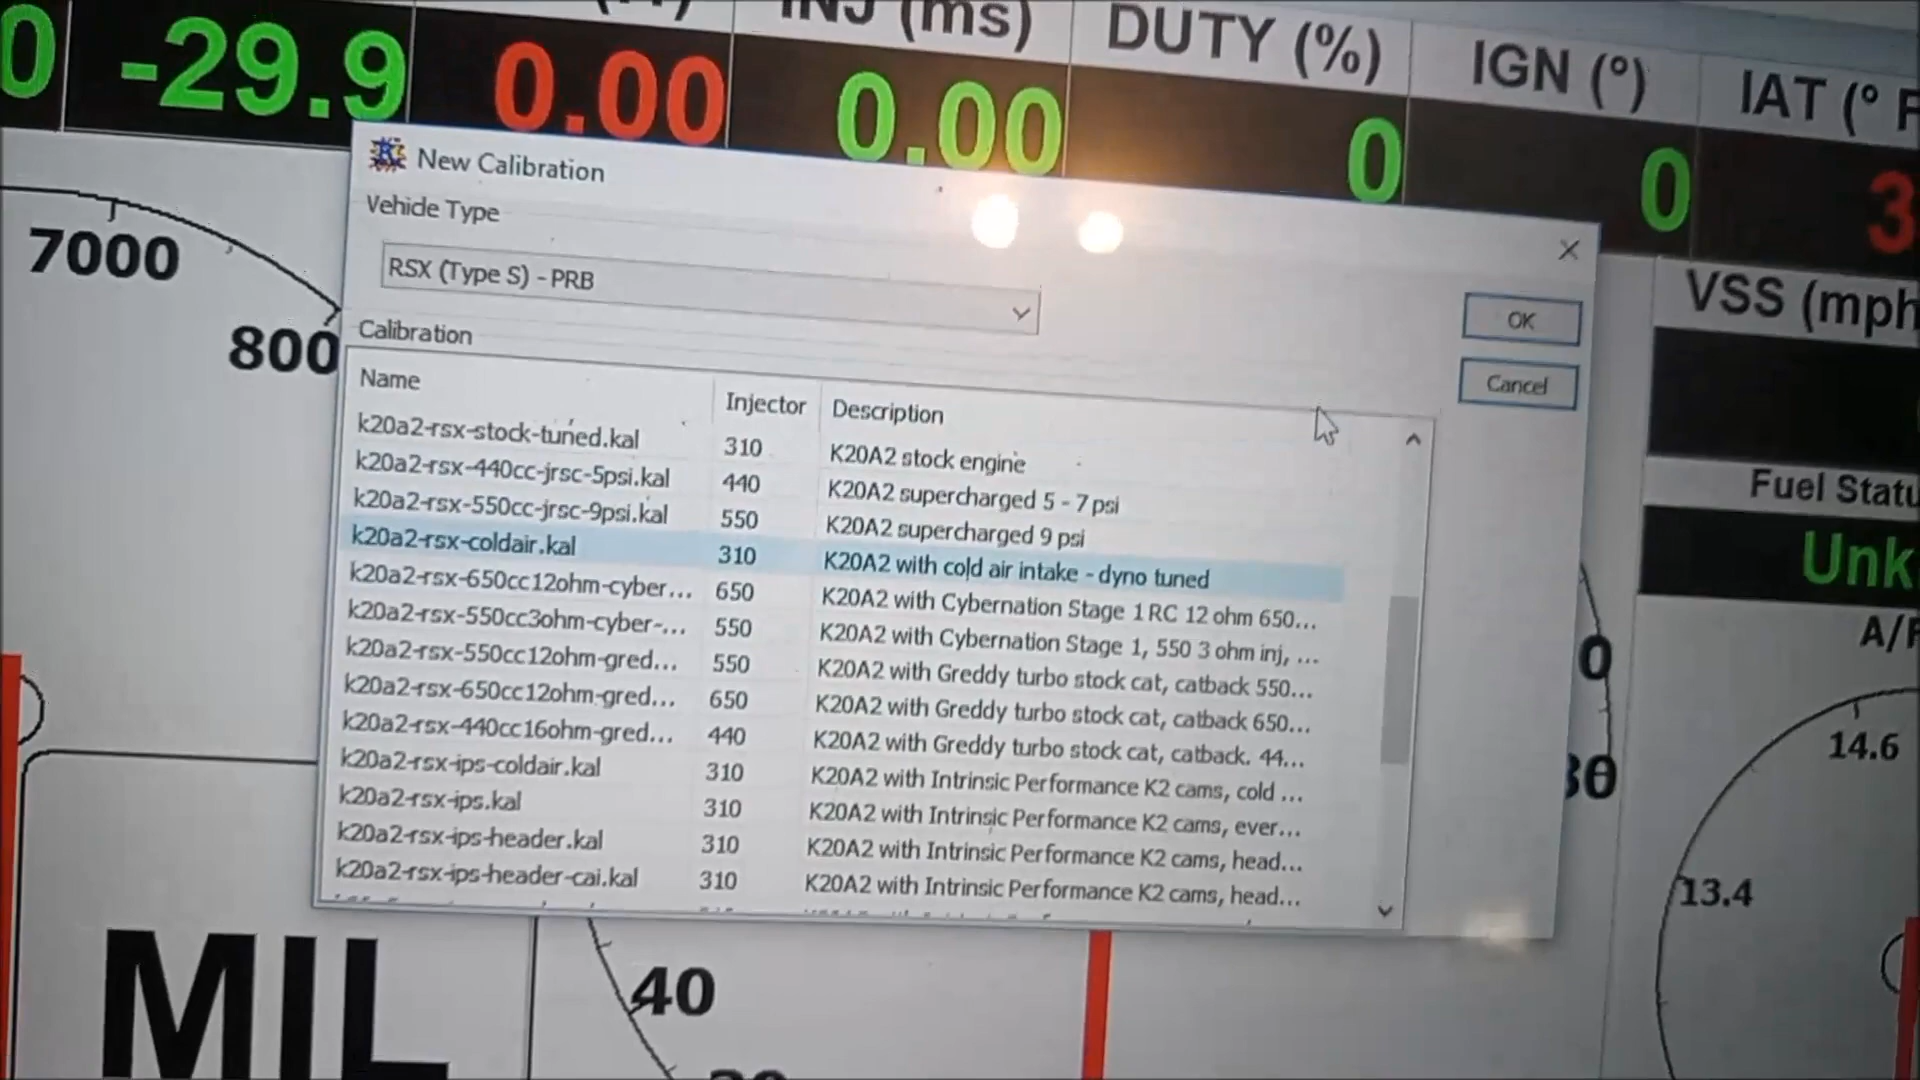 INJ (ms) DUTY (%) IGN (°) IAT (° F
0 -29.9 0.00 0.00 0 0 3
New Calibration
Vehicle Type
RSX (Type S) - PRB
OK
Cancel
Calibration
Name Injector Description
k20a2-rsx-stock-tuned.kal 310 K20A2 stock engine
k20a2-rsx-440cc-jrsc-5psi.kal 440 K20A2 supercharged 5 - 7 psi
k20a2-rsx-550cc-jrsc-9psi.kal 550 K20A2 supercharged 9 psi
k20a2-rsx-coldair.kal 310 K20A2 with cold air intake - dyno tuned
k20a2-rsx-650cc12ohm-cyber... 650 K20A2 with Cybernation Stage 1 RC 12 ohm 650...
k20a2-rsx-550cc3ohm-cyber-... 550 K20A2 with Cybernation Stage 1, 550 3 ohm inj, ...
k20a2-rsx-550cc12ohm-gred... 550 K20A2 with Greddy turbo stock cat, catback 550...
k20a2-rsx-650cc12ohm-gred... 650 K20A2 with Greddy turbo stock cat, catback 650...
k20a2-rsx-440cc16ohm-gred... 440 K20A2 with Greddy turbo stock cat, catback. 44...
k20a2-rsx-ips-coldair.kal 310 K20A2 with Intrinsic Performance K2 cams, cold ...
k20a2-rsx-ips.kal 310 K20A2 with Intrinsic Performance K2 cams, ever...
k20a2-rsx-ips-header.kal 310 K20A2 with Intrinsic Performance K2 cams, head...
k20a2-rsx-ips-header-cai.kal 310 K20A2 with Intrinsic Performance K2 cams, head...
7000
800
VSS (mph
Fuel Statu
Unk
A/F
0
14.6
30
13.4
MIL
40